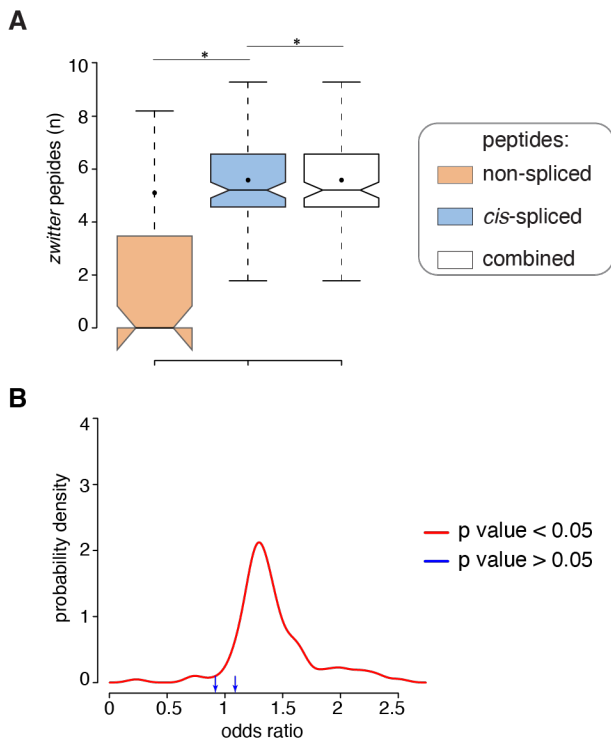 A
*
*
10
8
6
4
2
0
zwitter pepides (n)
peptides:
non-spliced
cis-spliced
combined
B
4
3
2
1
0
probability density
p value < 0.05
p value > 0.05
0 0.5 1 1.5 2 2.5
odds ratio